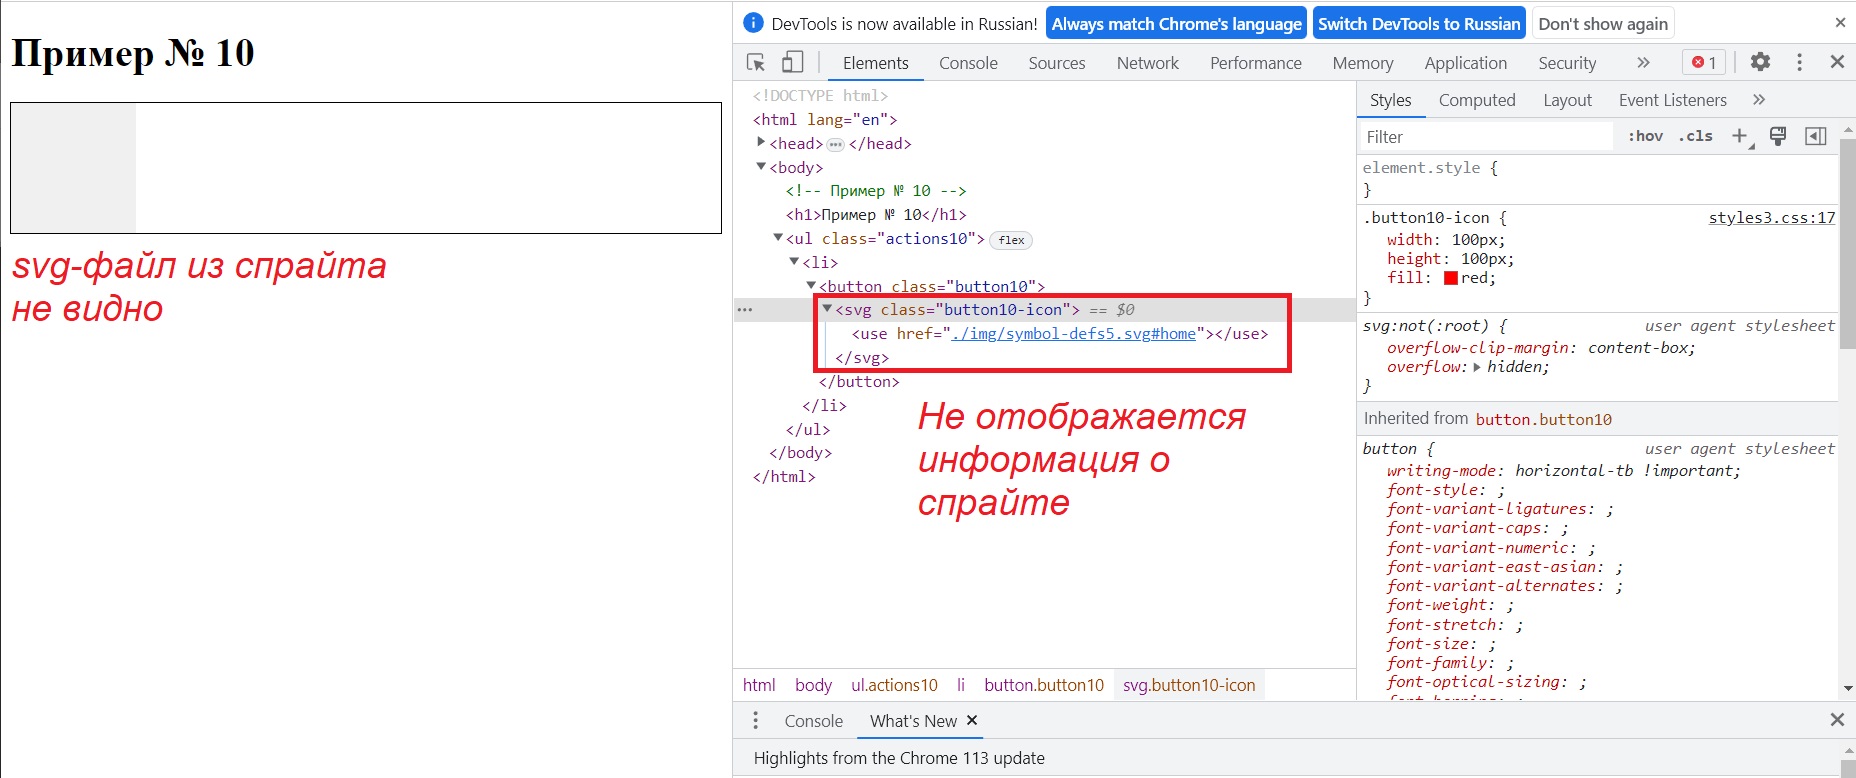 DevTools is now available in Russian! Always match Chrome's language Switch DevTools to Russian Don't show again
Пример № 10
svg-файл из спрайта
не видно
Elements Console Sources Network Performance Memory Application Security 1
<!DOCTYPE html>
<html lang="en">
<head> ••• </head>
<body>
<!-- Пример № 10 -->
<h1>Пример № 10</h1>
<ul class="actions10"> flex
<li>
<button class="button10">
<svg class="button10-icon"> == $0
<use href="./img/symbol-defs5.svg#home"></use>
</svg>
</button>
</li>
</ul>
</body>
</html>
Не отображается
информация о
спрайте
html body ul.actions10 li button.button10 svg.button10-icon
Styles Computed Layout Event Listeners
Filter :hov .cls
element.style {
}
.button10-icon { styles3.css:17
width: 100px;
height: 100px;
fill: red;
}
svg:not(:root) { user agent stylesheet
overflow-clip-margin: content-box;
overflow: hidden;
}
Inherited from button.button10
button { user agent stylesheet
writing-mode: horizontal-tb !important;
font-style: ;
font-variant-ligatures: ;
font-variant-caps: ;
font-variant-numeric: ;
font-variant-east-asian: ;
font-variant-alternates: ;
font-weight: ;
font-stretch: ;
font-size: ;
font-family: ;
font-optical-sizing: ;
Console What's New
Highlights from the Chrome 113 update